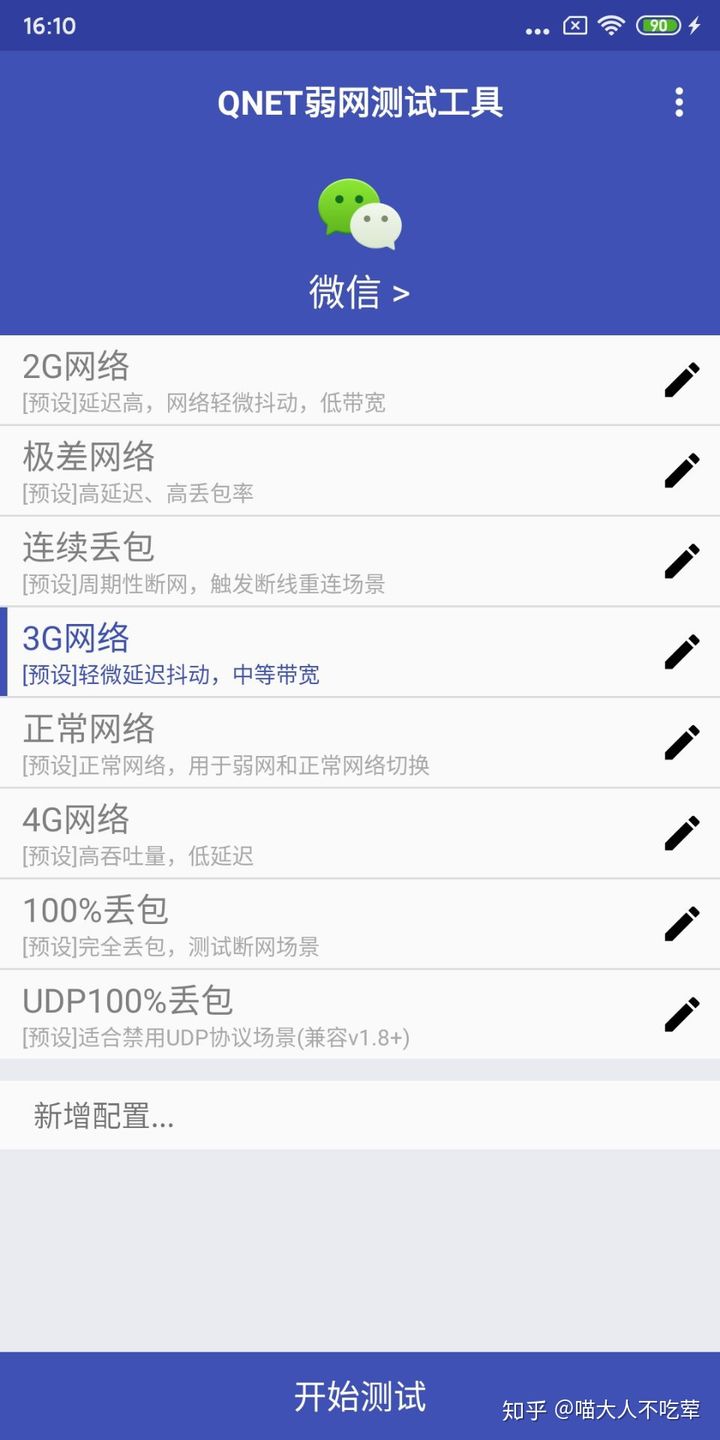 16:10
90
QNET弱网测试工具
微信 >
2G网络
[预设]延迟高，网络轻微抖动，低带宽
极差网络
[预设]高延迟、高丢包率
连续丢包
[预设]周期性断网，触发断线重连场景
3G网络
[预设]轻微延迟抖动，中等带宽
正常网络
[预设]正常网络，用于弱网和正常网络切换
4G网络
[预设]高吞吐量，低延迟
100%丢包
[预设]完全丢包，测试断网场景
UDP100%丢包
[预设]适合禁用UDP协议场景(兼容v1.8+)
新增配置...
开始测试
知乎 @喵大人不吃荤